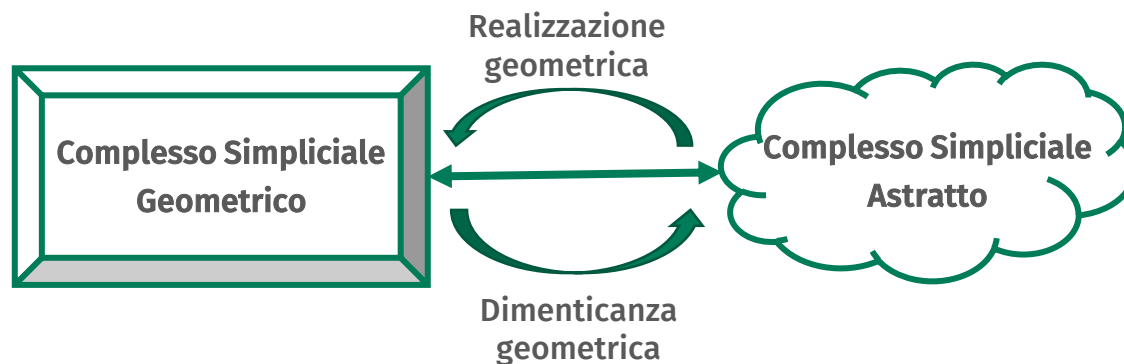 Realizzazione
geometrica
Complesso Simpliciale
Geometrico
Complesso Simpliciale
Astratto
Dimenticanza
geometrica